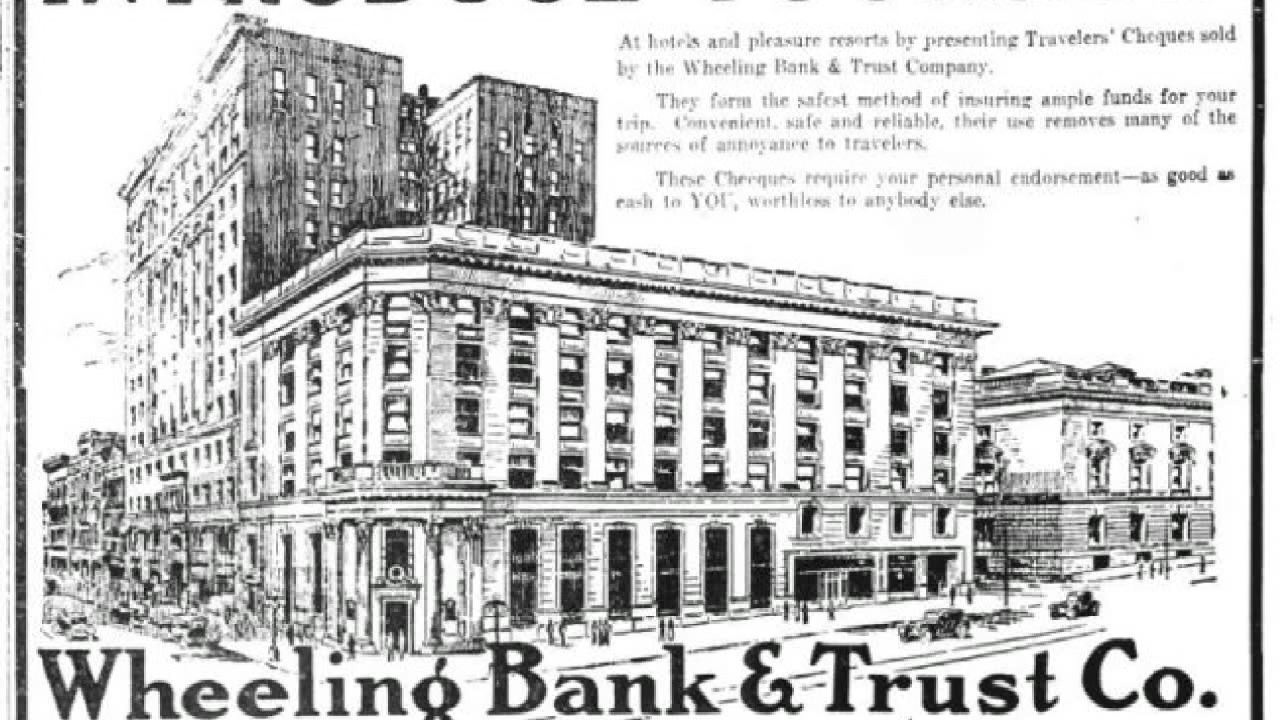 INTRODUCE YO
At hotels and pleasure resorts by presenting Travelers' Cheques sold
by the Wheeling Bank & Trust Company.
They form the safest method of insuring ample funds for your
trip. Convenient, safe and reliable, their use removes many of the
sources of annoyance to travelers.
These Cheeques require your personal endorsement—as good as
cash to YOU, worthless to anybody else.
Wheeling Bank & Trust Co.